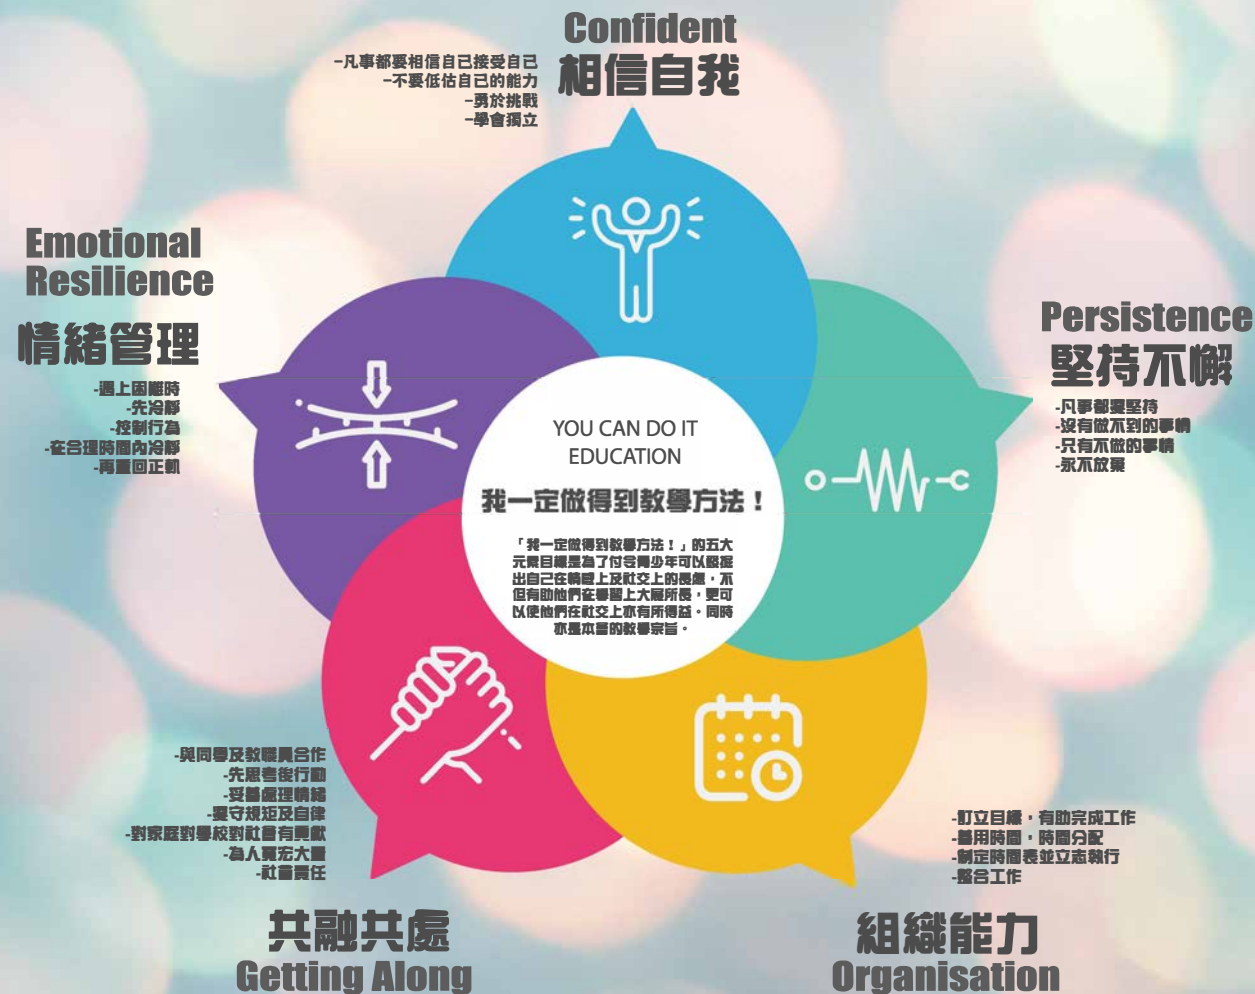 Confident
相信自我
-凡事都要相信自己接受自己
-不要低估自己的能力
-勇於挑戰
-學會獨立
Emotional
Resilience
情緒管理
-遇上困難時
-先冷靜
-控制行為
-在合理時間內冷靜
-再重回正軌
Persistence
堅持不懈
-凡事都要堅持
-沒有做不到的事情
-只有不做的事情
-永不放棄
YOU CAN DO IT
EDUCATION
我一定做得到教學方法！
「我一定做得到教學方法！」的五大
元素目標是為了付令青少年可以發掘
出自己在情感上及社交上的長處，不
但有助他們在學習上大展所長，更可
以使他們在社交上亦有所得益。同時
亦是本會的教學宗旨。
-與同學及教職員合作
-先思考後行動
-妥善處理情緒
-要守規矩及自律
-對家庭對學校對社會有貢獻
-為人寬宏大量
-社會責任
共融共處
Getting Along
-訂立目標，有助完成工作
-善用時間，時間分配
-制定時間表並立志執行
-整合工作
組織能力
Organisation